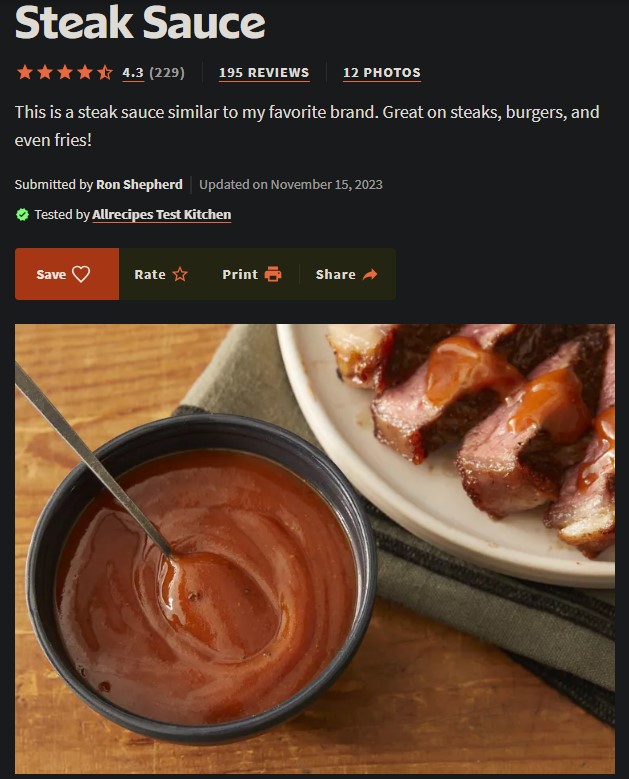 Steak Sauce
4.3 (229) 195 REVIEWS 12 PHOTOS
This is a steak sauce similar to my favorite brand. Great on steaks, burgers, and
even fries!
Submitted by Ron Shepherd Updated on November 15, 2023
Tested by Allrecipes Test Kitchen
Save Rate Print Share